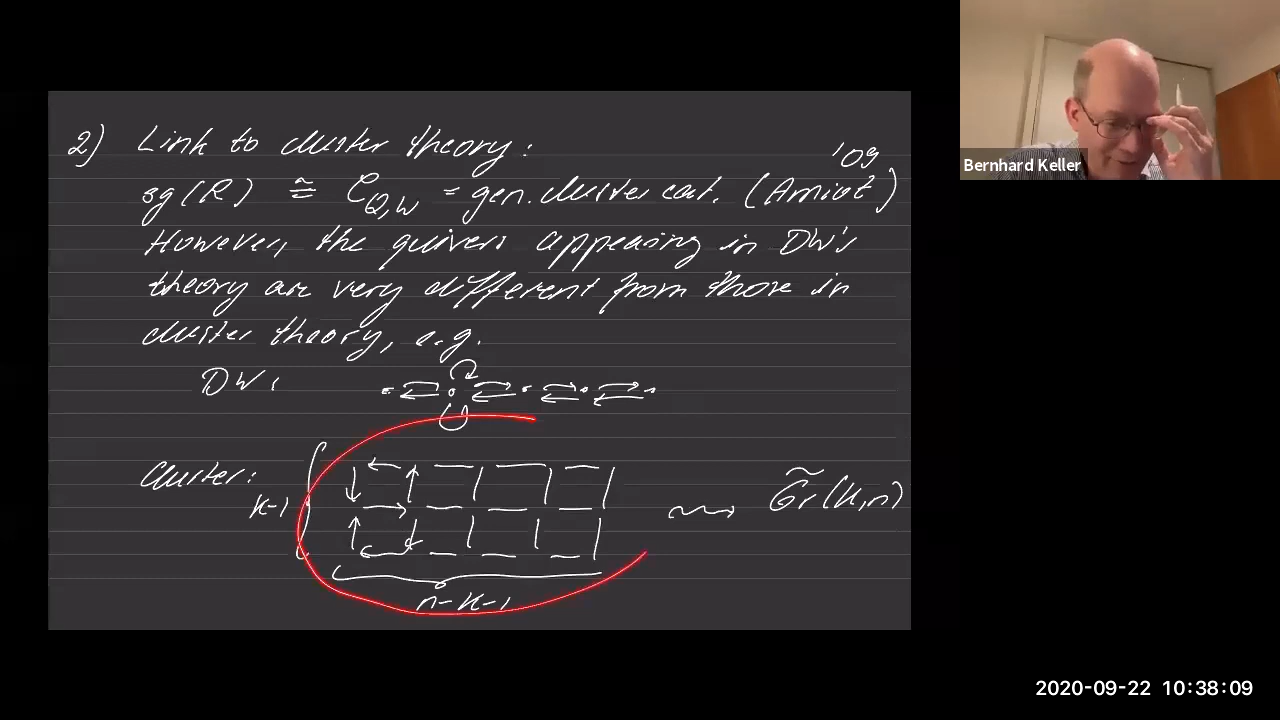 2) Link to cluster theory: 109
sg(R) ≅ C_{Q,W} = gen. cluster cat. (Amiot)
However, the quivers appearing in DW's
theory are very different from those in
cluster theory, e.g.
DW:
Cluster:
k-1
G̃r(k,n)
n-k-1
Bernhard Keller
2020-09-22 10:38:09